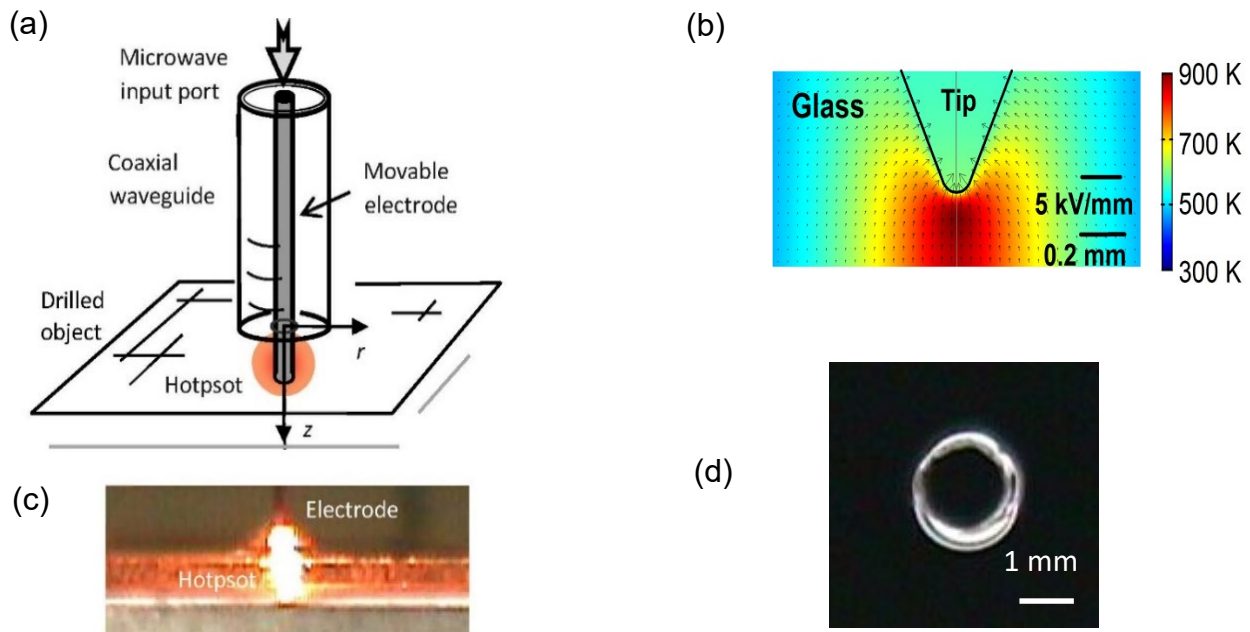 (a)
Microwave
input port
Coaxial
waveguide
Movable
electrode
Drilled
object
Hotpsot
r
z
(b)
Glass
Tip
5 kV/mm
0.2 mm
900 K
700 K
500 K
300 K
(c)
Electrode
Hotpsot
(d)
1 mm